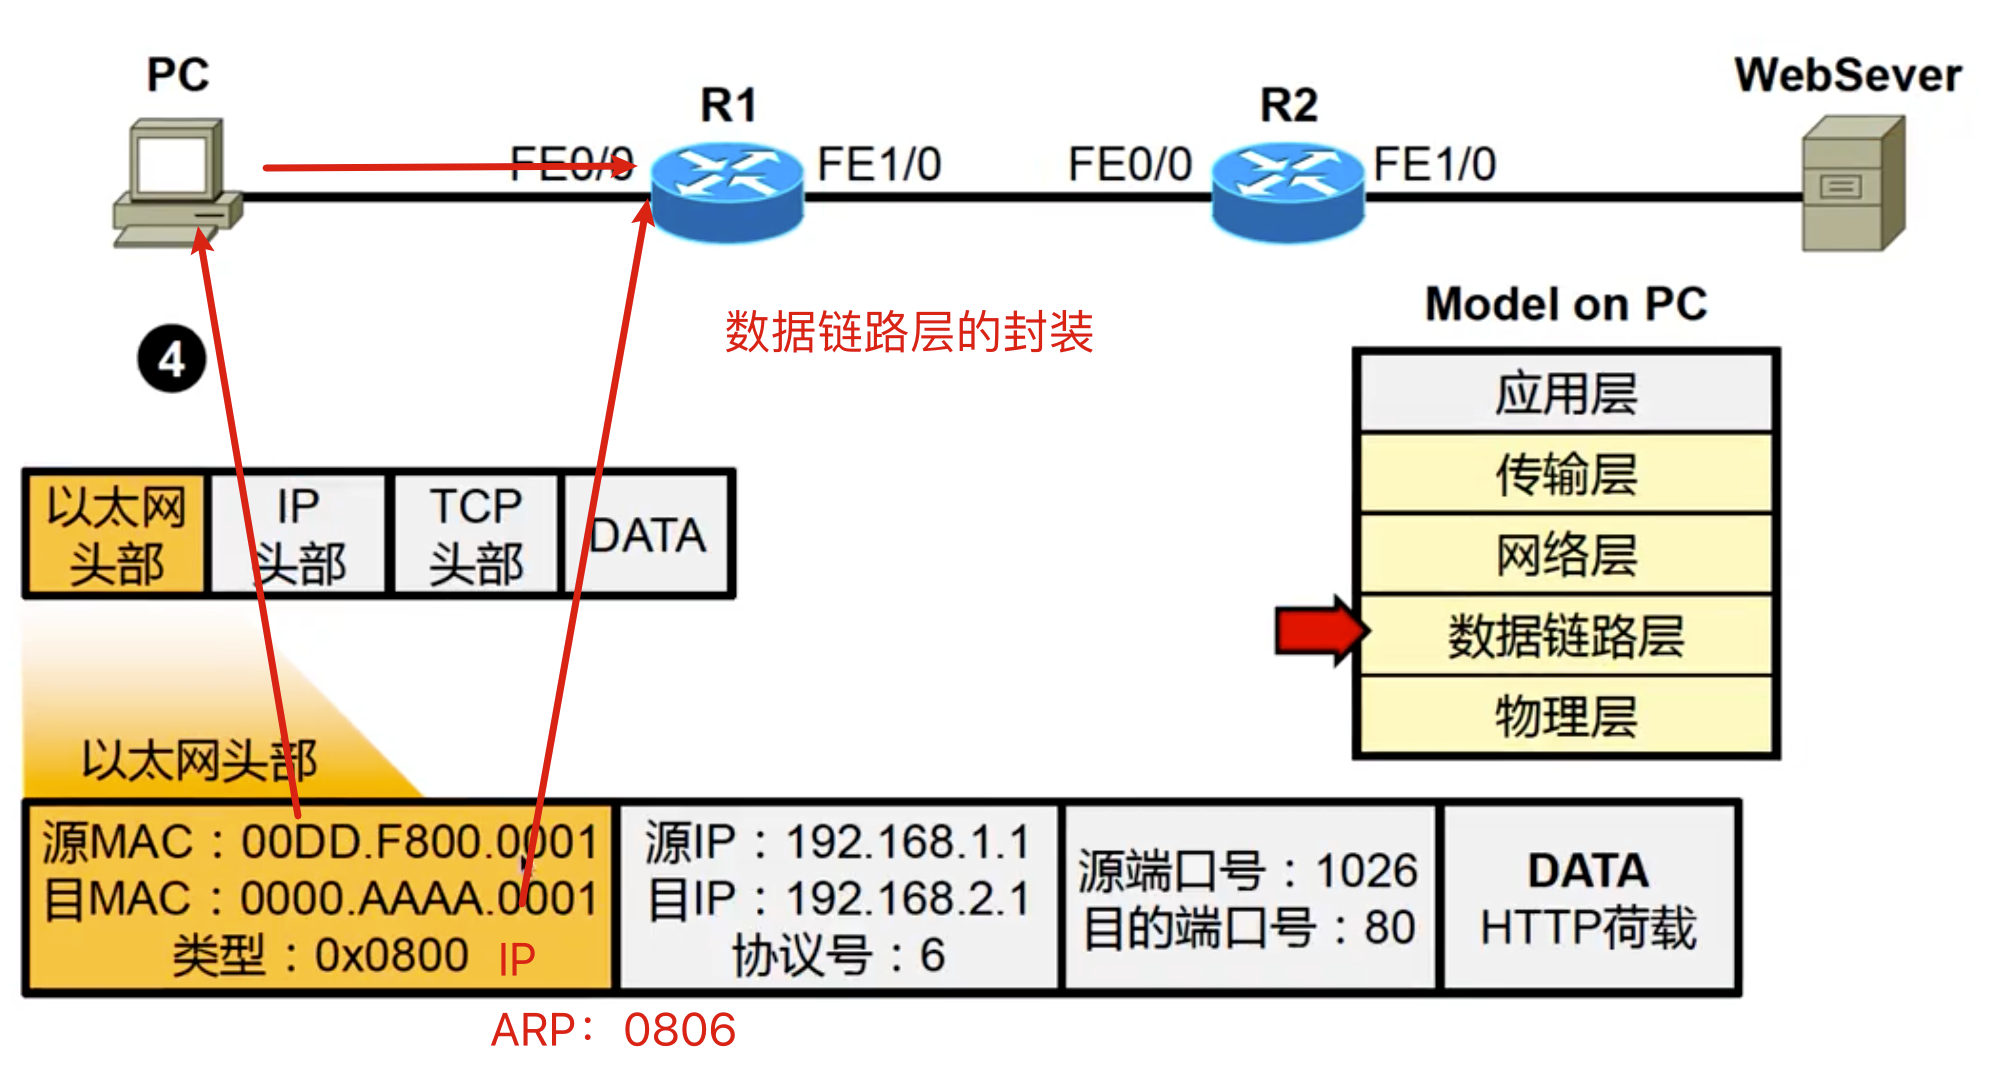 PC
R1
R2
WebSever
FE0/0
FE1/0
FE0/0
FE1/0
数据链路层的封装
4
Model on PC
应用层
传输层
网络层
数据链路层
物理层
以太网
头部
IP
头部
TCP
头部
DATA
以太网头部
源MAC：00DD.F800.0001
目MAC：0000.AAAA.0001
类型：0x0800 IP
源IP：192.168.1.1
目IP：192.168.2.1
协议号：6
源端口号：1026
目的端口号：80
DATA
HTTP荷载
ARP：0806